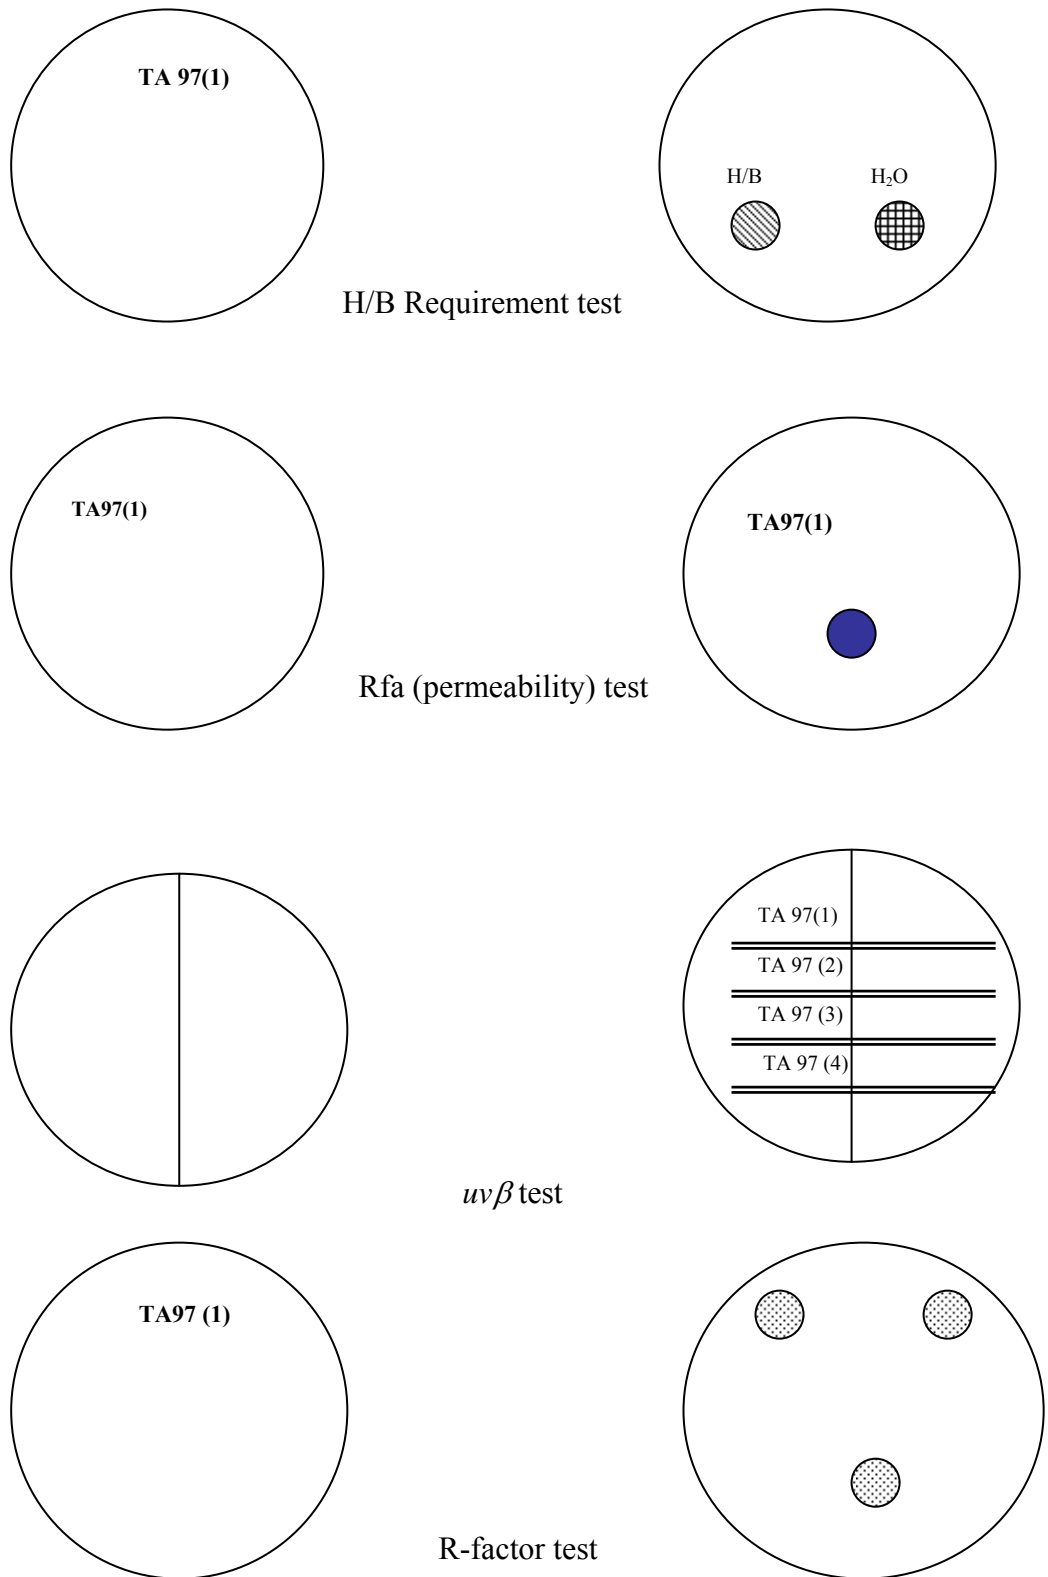 TA 97(1)
H/B H₂O
H/B Requirement test
TA97(1)
TA97(1)
Rfa (permeability) test
TA 97(1)
TA 97 (2)
TA 97 (3)
TA 97 (4)
uvβ test
TA97 (1)
R-factor test